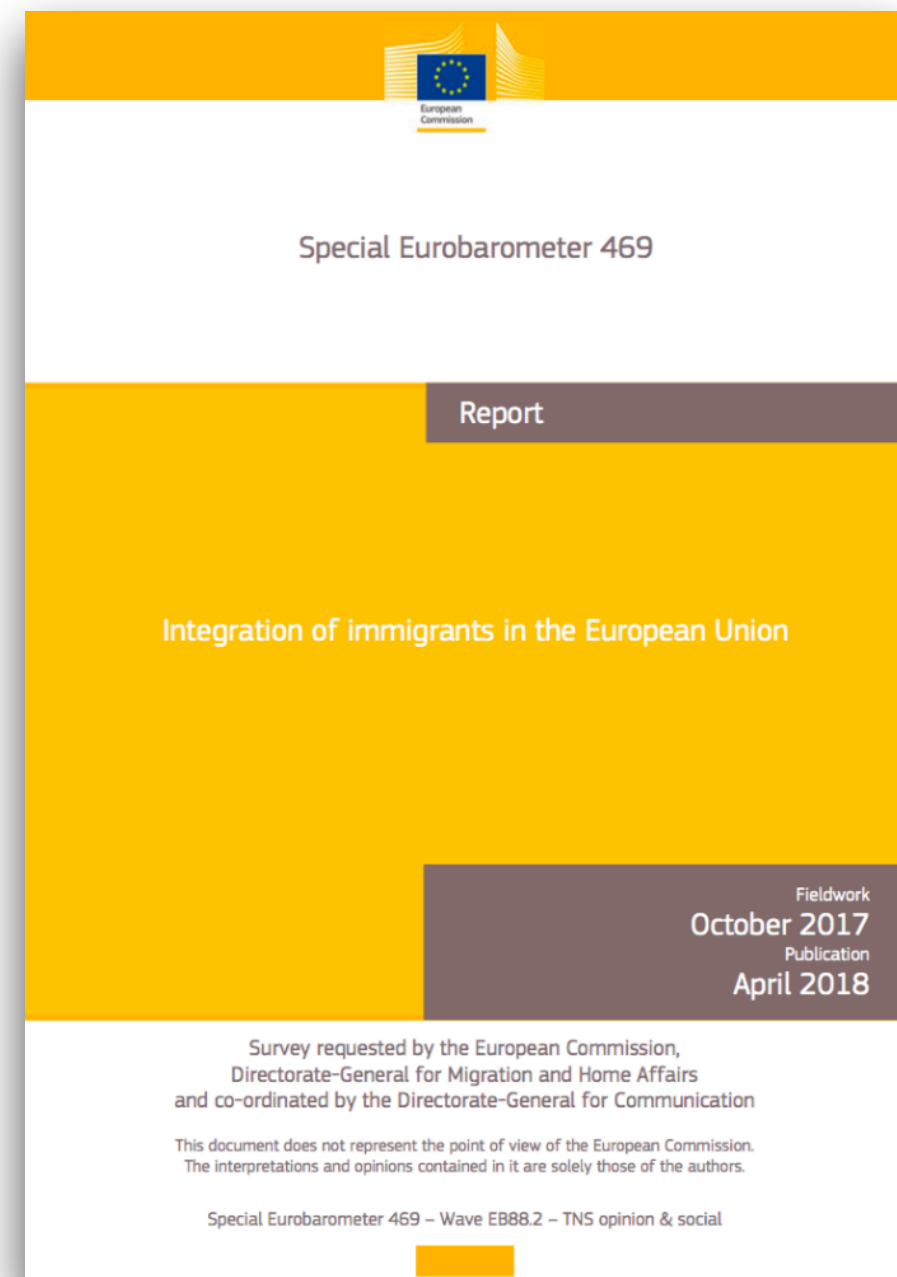 European
Commission
Special Eurobarometer 469
Report
Integration of immigrants in the European Union
Fieldwork
October 2017
Publication
April 2018
Survey requested by the European Commission,
Directorate-General for Migration and Home Affairs
and co-ordinated by the Directorate-General for Communication
This document does not represent the point of view of the European Commission.
The interpretations and opinions contained in it are solely those of the authors.
Special Eurobarometer 469 – Wave EB88.2 – TNS opinion & social